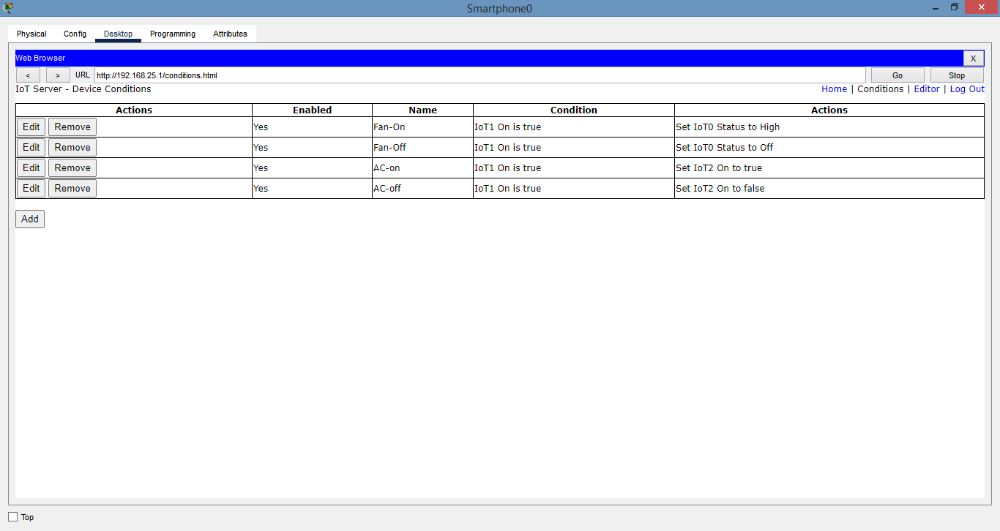 Smartphone0
Physical Config Desktop Programming Attributes
Web Browser X
< > URL http://192.168.25.1/conditions.html Go Stop
IoT Server - Device Conditions Home | Conditions | Editor | Log Out
Actions Enabled Name Condition Actions
Edit Remove Yes Fan-On IoT1 On is true Set IoT0 Status to High
Edit Remove Yes Fan-Off IoT1 On is true Set IoT0 Status to Off
Edit Remove Yes AC-on IoT1 On is true Set IoT2 On to true
Edit Remove Yes AC-off IoT1 On is true Set IoT2 On to false
Add
Top